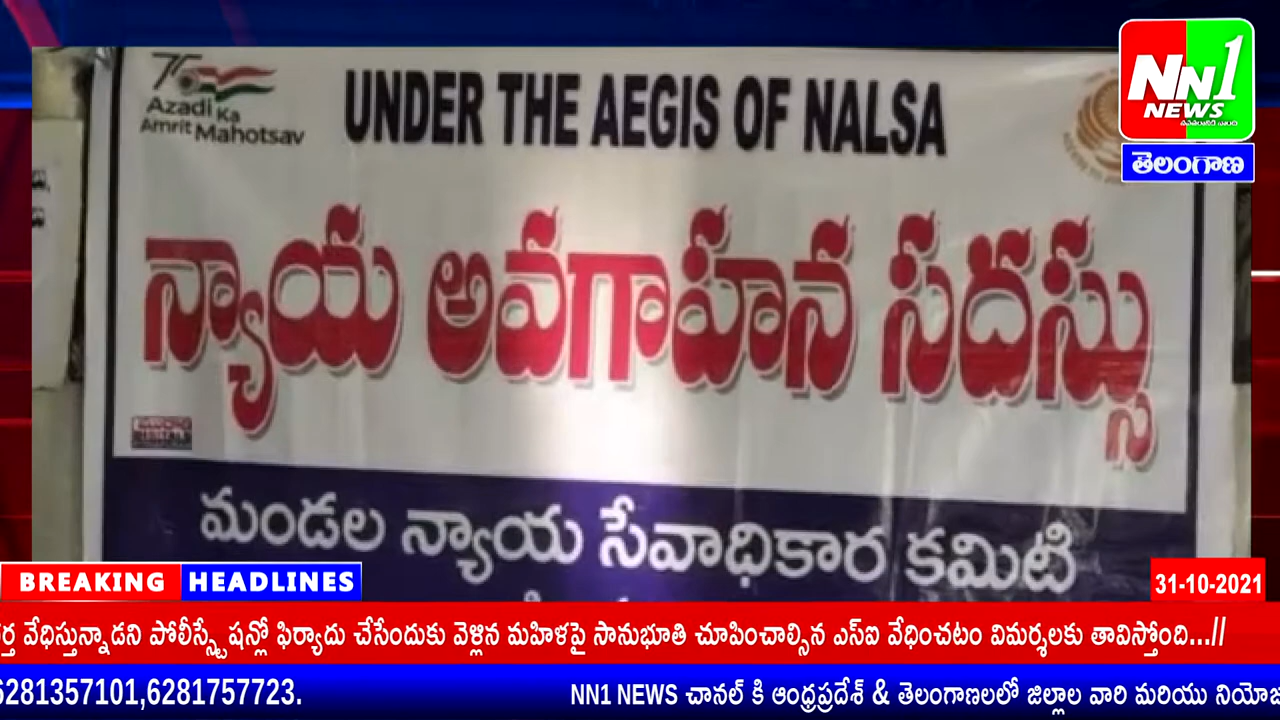 Azadi Ka
Amrit Mahotsav
UNDER THE AEGIS OF NALSA
NN1
NEWS
తెలంగాణ
న్యాయ అవగాహన సదస్సు
మండల న్యాయ సేవాధికార కమిటి
BREAKING HEADLINES
31-10-2021
వేధిస్తున్నాడని పోలీస్స్టేషన్లో ఫిర్యాదు చేసేందుకు వెళ్లిన మహిళపై సానుభూతి చూపించాల్సిన ఎస్ఐ వేధించటం విమర్శలకు తావిస్తోంది...//
6281357101,6281757723. NN1 NEWS చానల్ కి ఆంధ్రప్రదేశ్ & తెలంగాణలలో జిల్లాల వారి మరియు